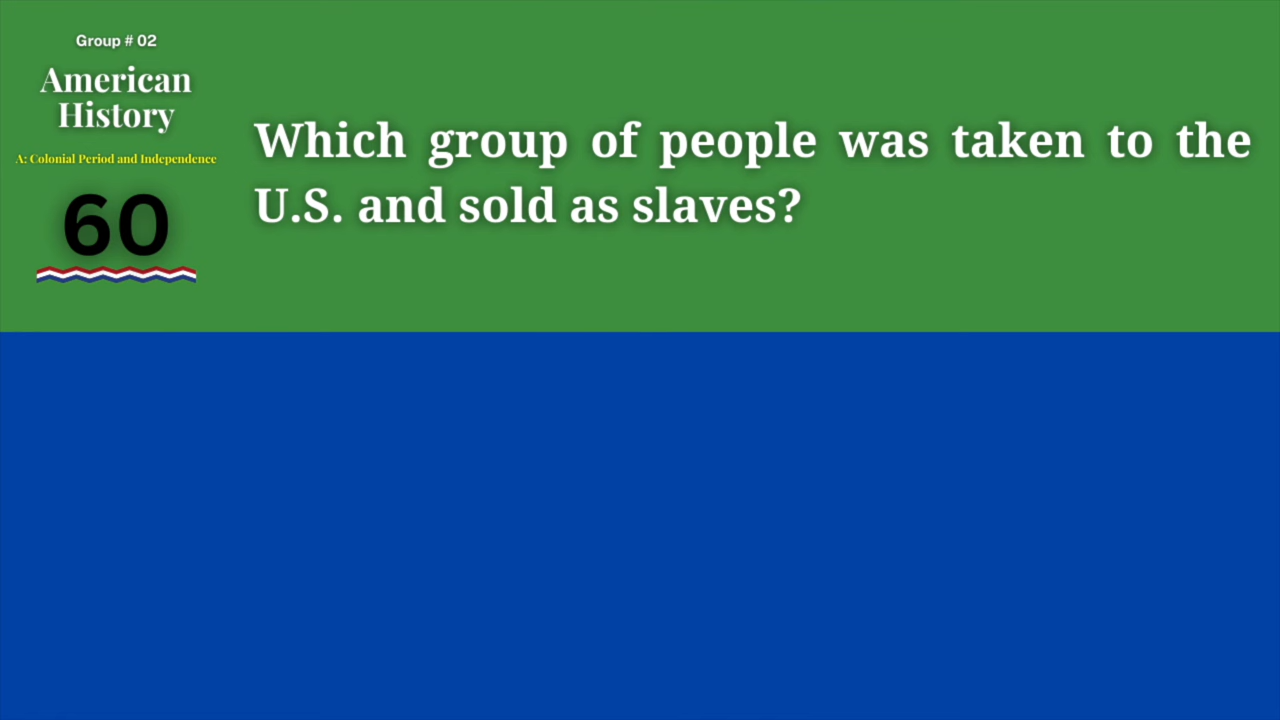 Group # 02
American
History
A: Colonial Period and Independence
60
Which group of people was taken to the
U.S. and sold as slaves?